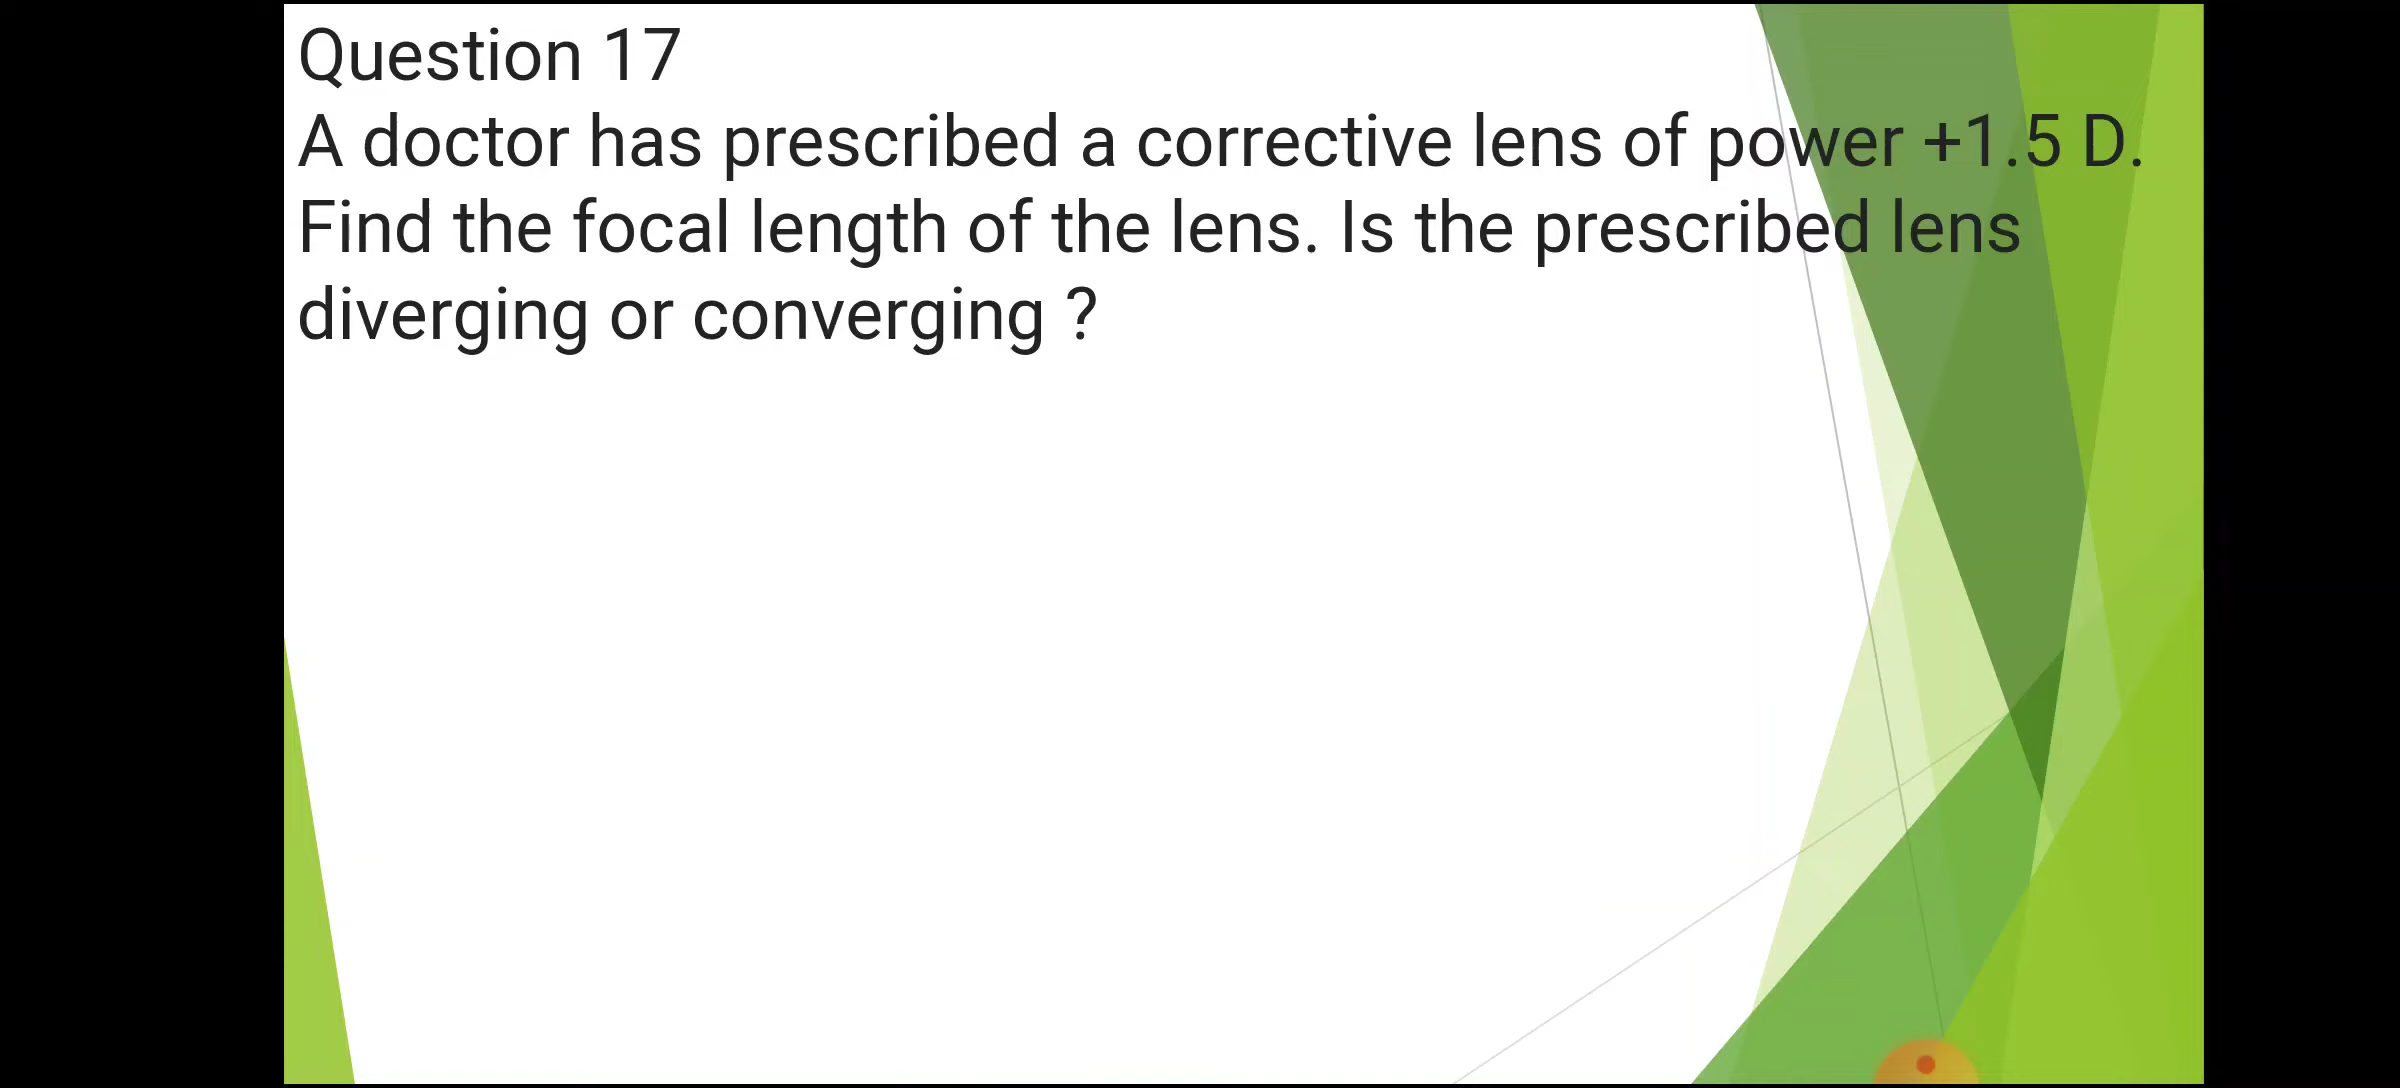 Question 17
A doctor has prescribed a corrective lens of power +1.5 D.
Find the focal length of the lens. Is the prescribed lens
diverging or converging ?